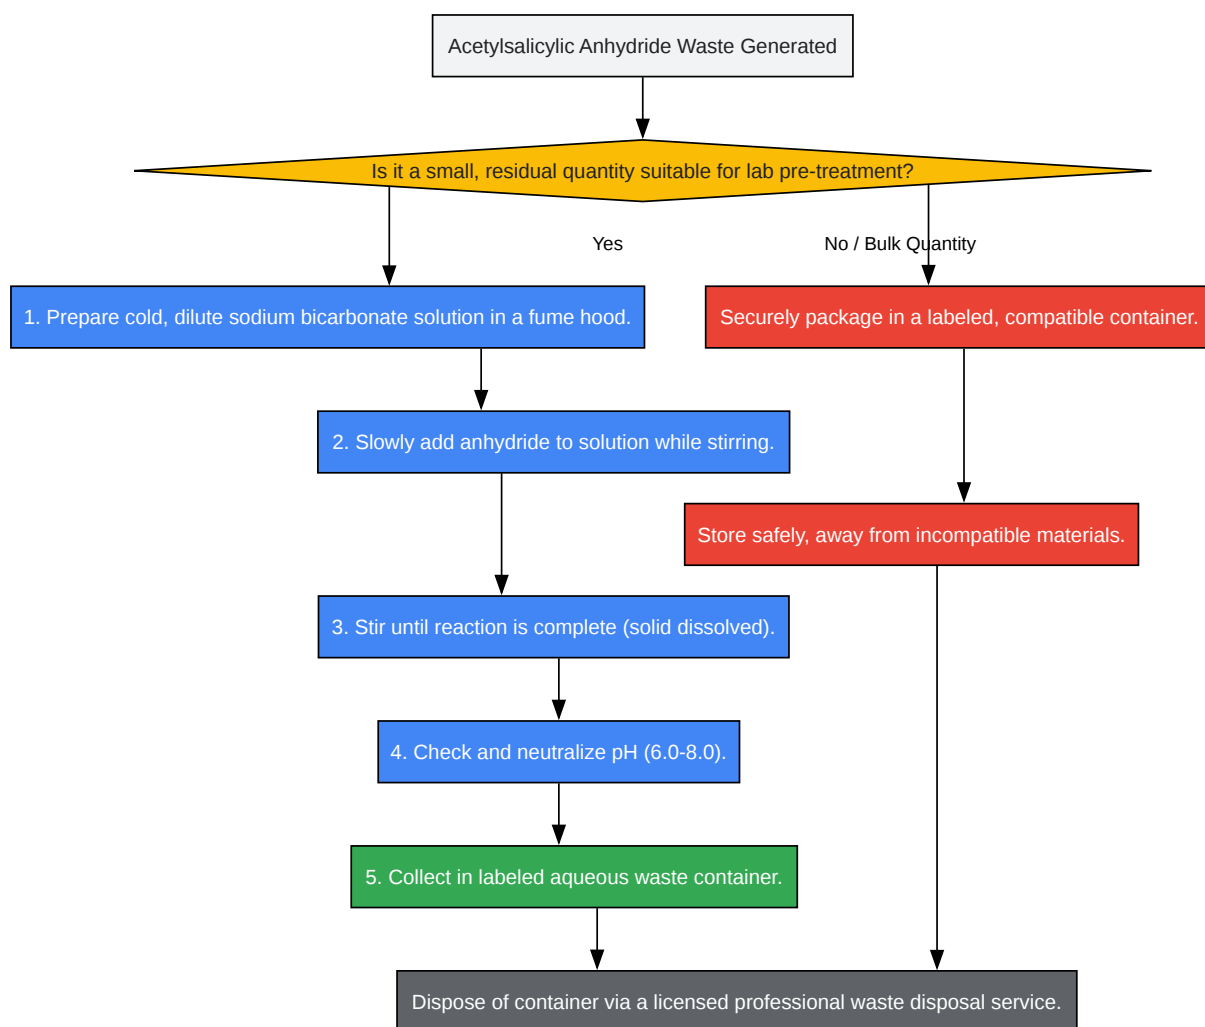 Acetylsalicylic Anhydride Waste Generated
Is it a small, residual quantity suitable for lab pre-treatment?
Yes
No / Bulk Quantity
1. Prepare cold, dilute sodium bicarbonate solution in a fume hood.
Securely package in a labeled, compatible container.
2. Slowly add anhydride to solution while stirring.
Store safely, away from incompatible materials.
3. Stir until reaction is complete (solid dissolved).
4. Check and neutralize pH (6.0-8.0).
5. Collect in labeled aqueous waste container.
Dispose of container via a licensed professional waste disposal service.